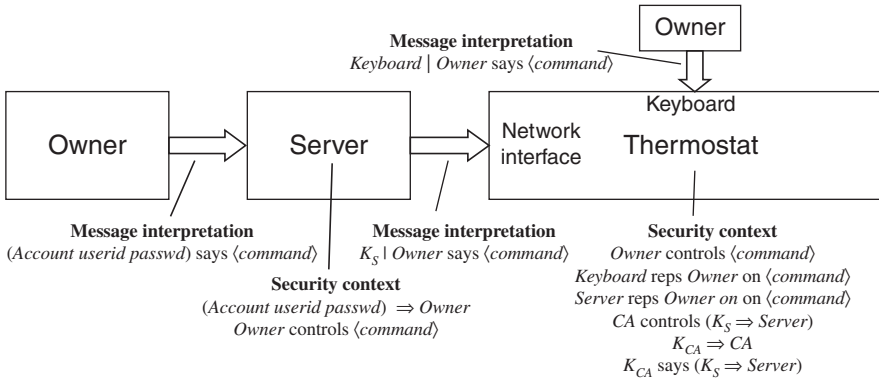 Owner
Message interpretation
Keyboard | Owner says ⟨command⟩
Keyboard
Owner
Server
Network
interface
Thermostat
Message interpretation
(Account userid passwd) says ⟨command⟩
Message interpretation
K_S | Owner says ⟨command⟩
Security context
(Account userid passwd) ⇒ Owner
Owner controls ⟨command⟩
Security context
Owner controls ⟨command⟩
Keyboard reps Owner on ⟨command⟩
Server reps Owner on on ⟨command⟩
CA controls (K_S ⇒ Server)
K_CA ⇒ CA
K_CA says (K_S ⇒ Server)